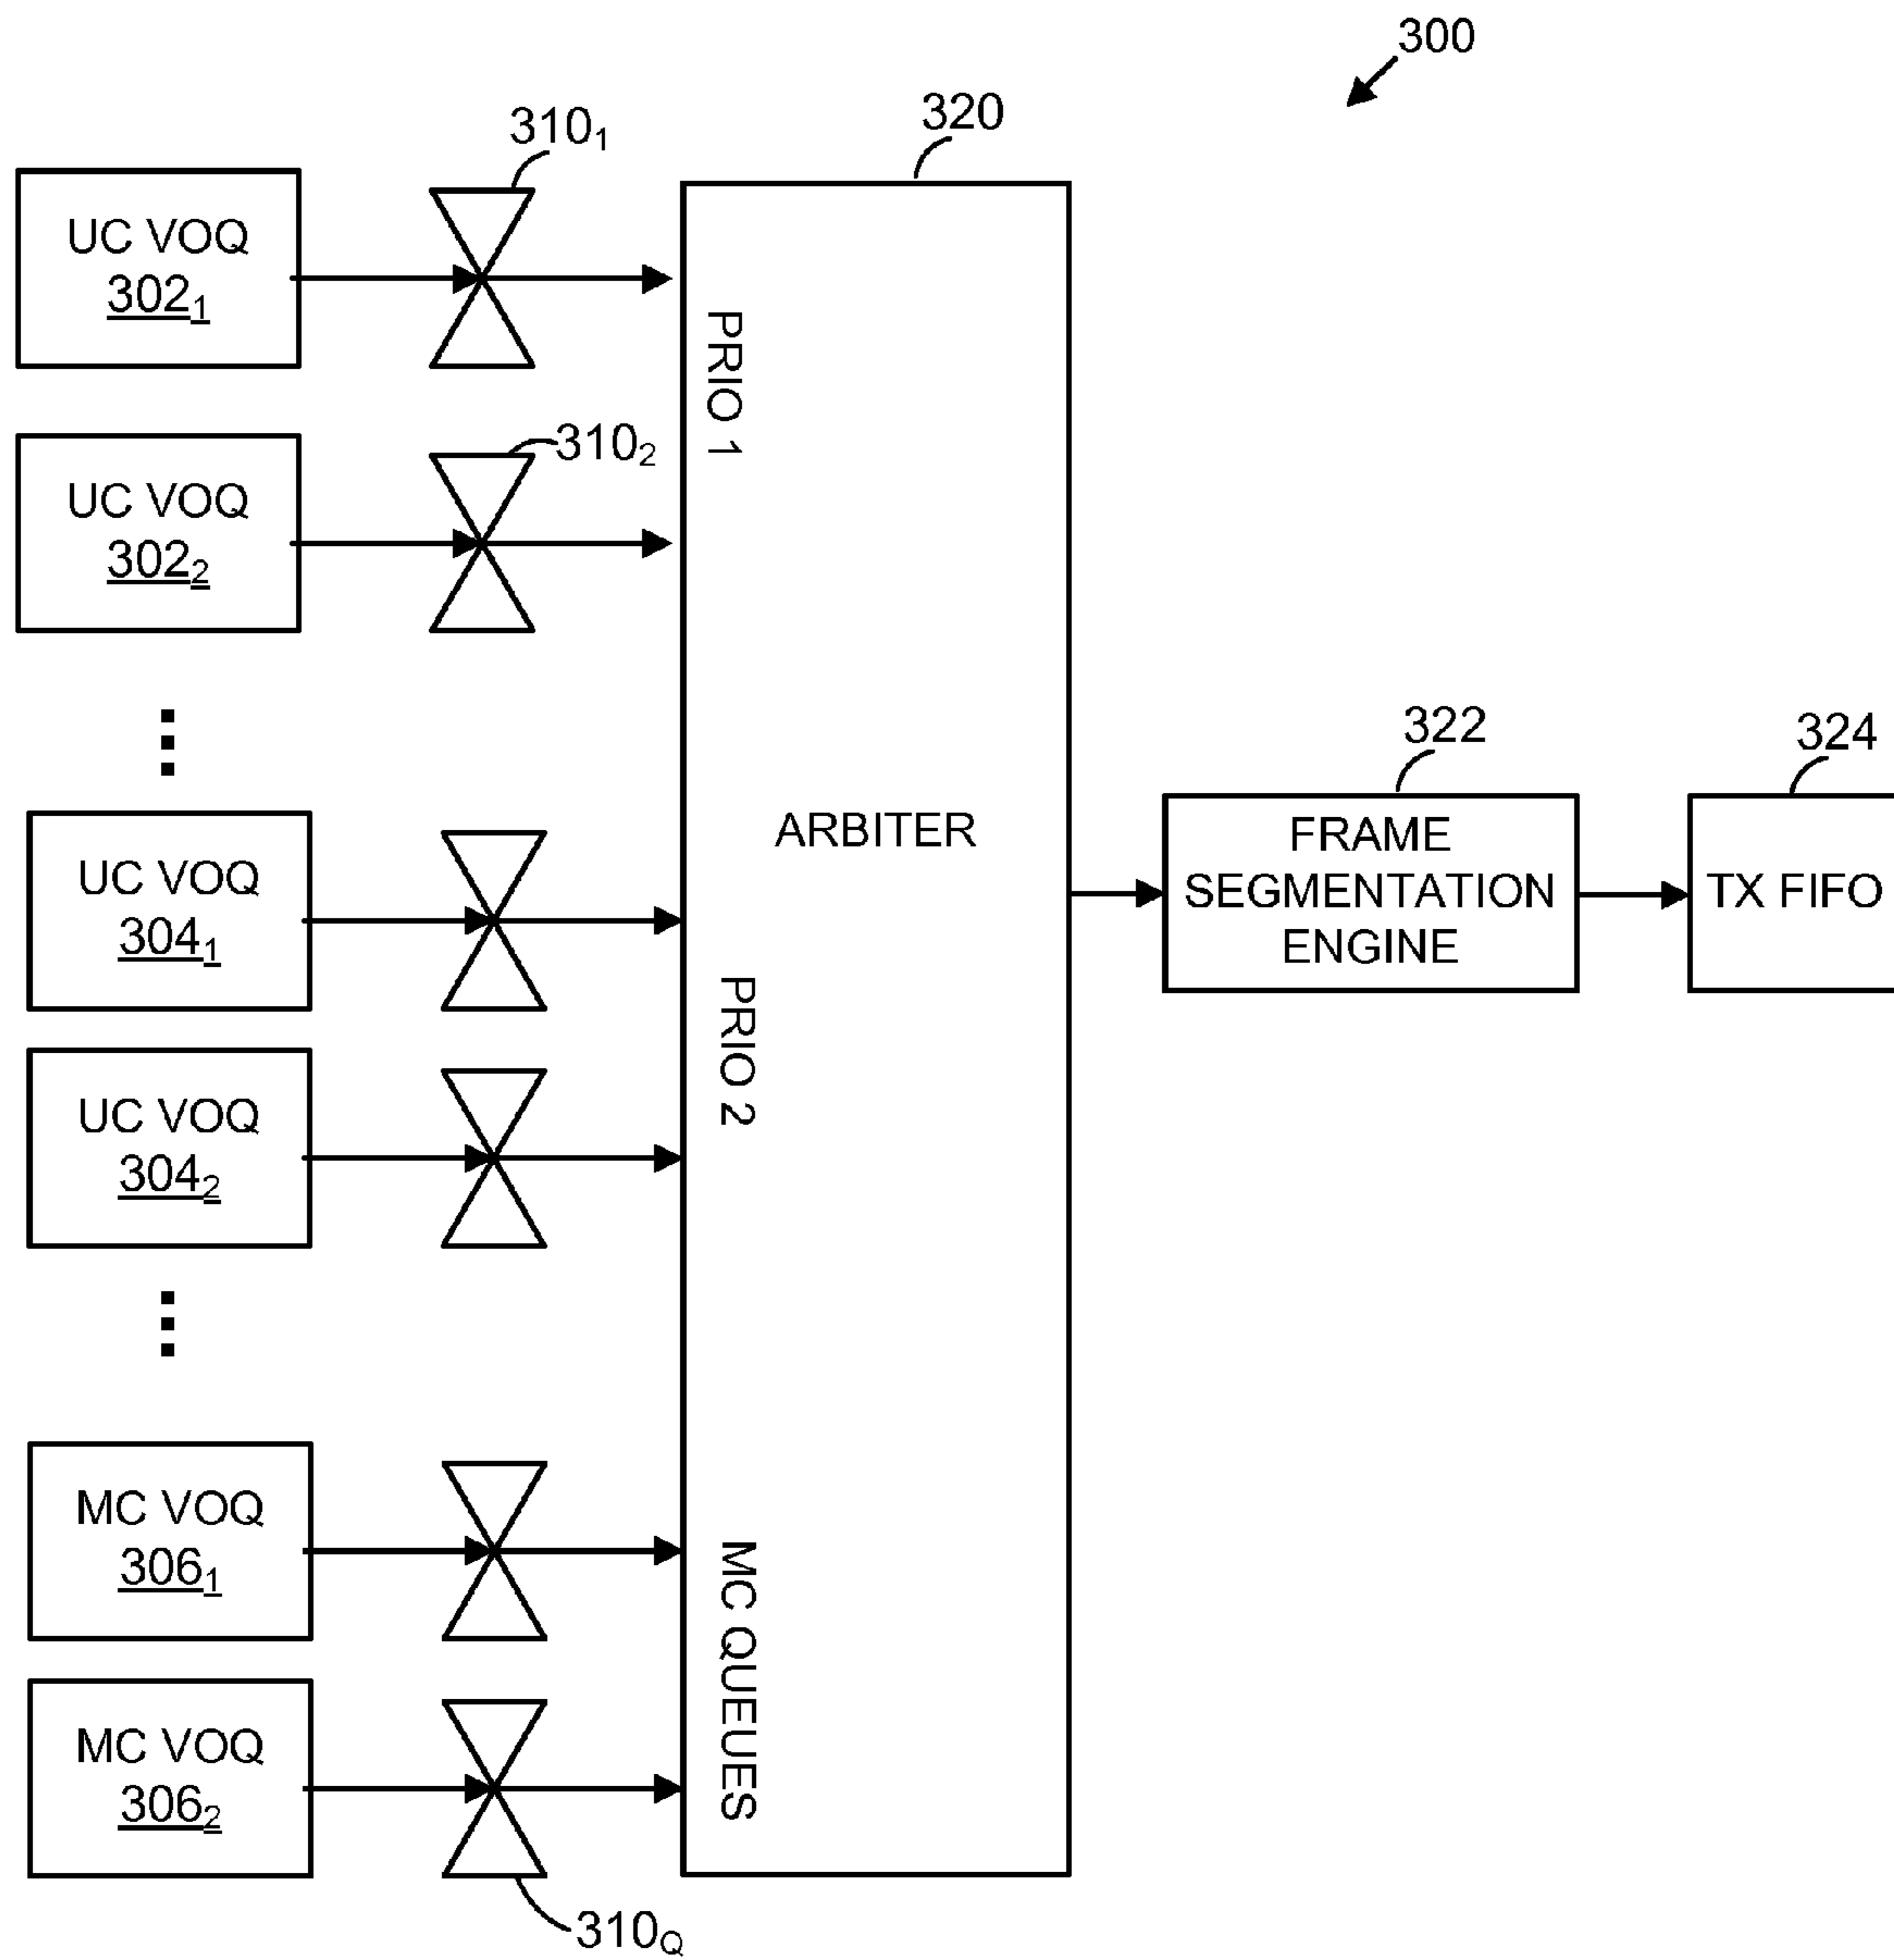 300
320
310₁
UC VOQ
302₁
PRIO 1
310₂
UC VOQ
302₂
322
324
UC VOQ
304₁
ARBITER
FRAME
SEGMENTATION
ENGINE
TX FIFO
PRIO 2
UC VOQ
304₂
MC VOQ
306₁
MC QUEUES
MC VOQ
306₂
310Q